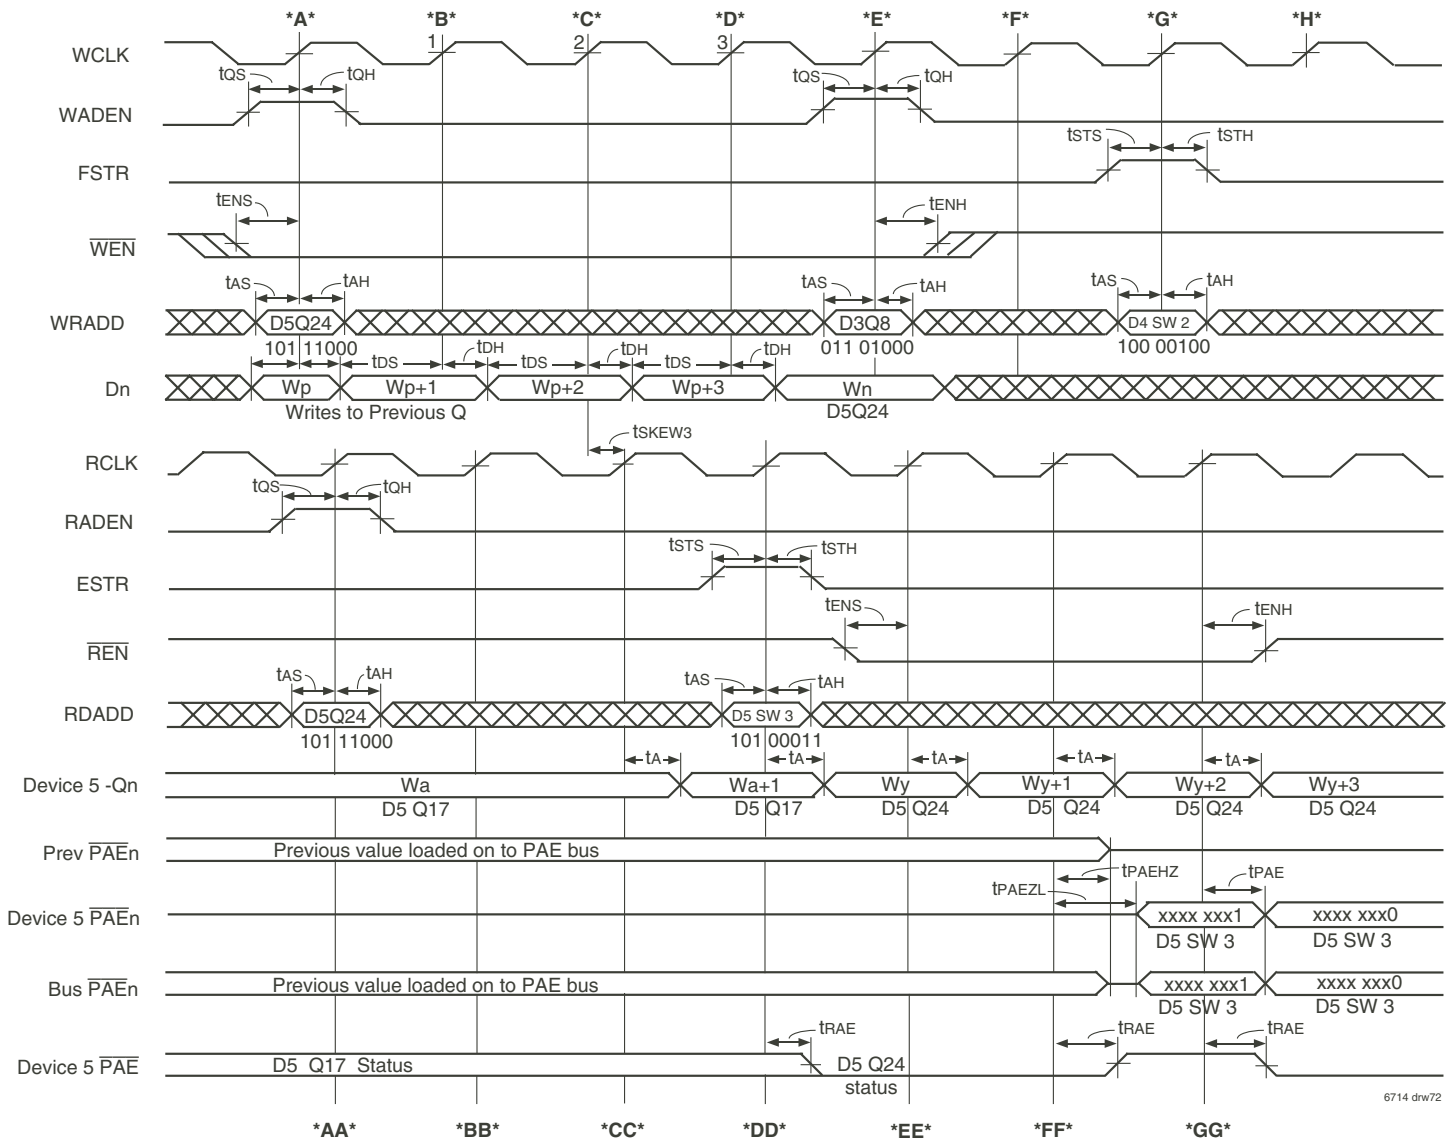 *A* *B* *C* *D* *E* *F* *G* *H*
WCLK 1 2 3
tQS tQH tQS tQH
WADEN
tSTS tSTH
FSTR
tENS tENH
WEN
tAS tAH tAS tAH tAS tAH
WRADD D5Q24 D3Q8 D4 SW 2
101 11000 011 01000 100 00100
tDS tDH tDS tDH tDS tDH
Dn Wp Wp+1 Wp+2 Wp+3 Wn
Writes to Previous Q D5Q24
tSKEW3
RCLK
tQS tQH
RADEN
tSTS tSTH
ESTR
tENS tENH
REN
tAS tAH tAS tAH
RDADD D5Q24 D5 SW 3
101 11000 101 00011
tA tA tA tA tA
Device 5 -Qn Wa Wa+1 Wy Wy+1 Wy+2 Wy+3
D5 Q17 D5 Q17 D5 Q24 D5 Q24 D5 Q24 D5 Q24
Prev PAEn Previous value loaded on to PAE bus
tPAEHZ tPAE
tPAEZL
Device 5 PAEn xxxx xxx1 xxxx xxx0
D5 SW 3 D5 SW 3
Bus PAEn Previous value loaded on to PAE bus xxxx xxx1 xxxx xxx0
D5 SW 3 D5 SW 3
tRAE tRAE tRAE
Device 5 PAE D5 Q17 Status D5 Q24
status
6714 drw72
*AA* *BB* *CC* *DD* *EE* *FF* *GG*